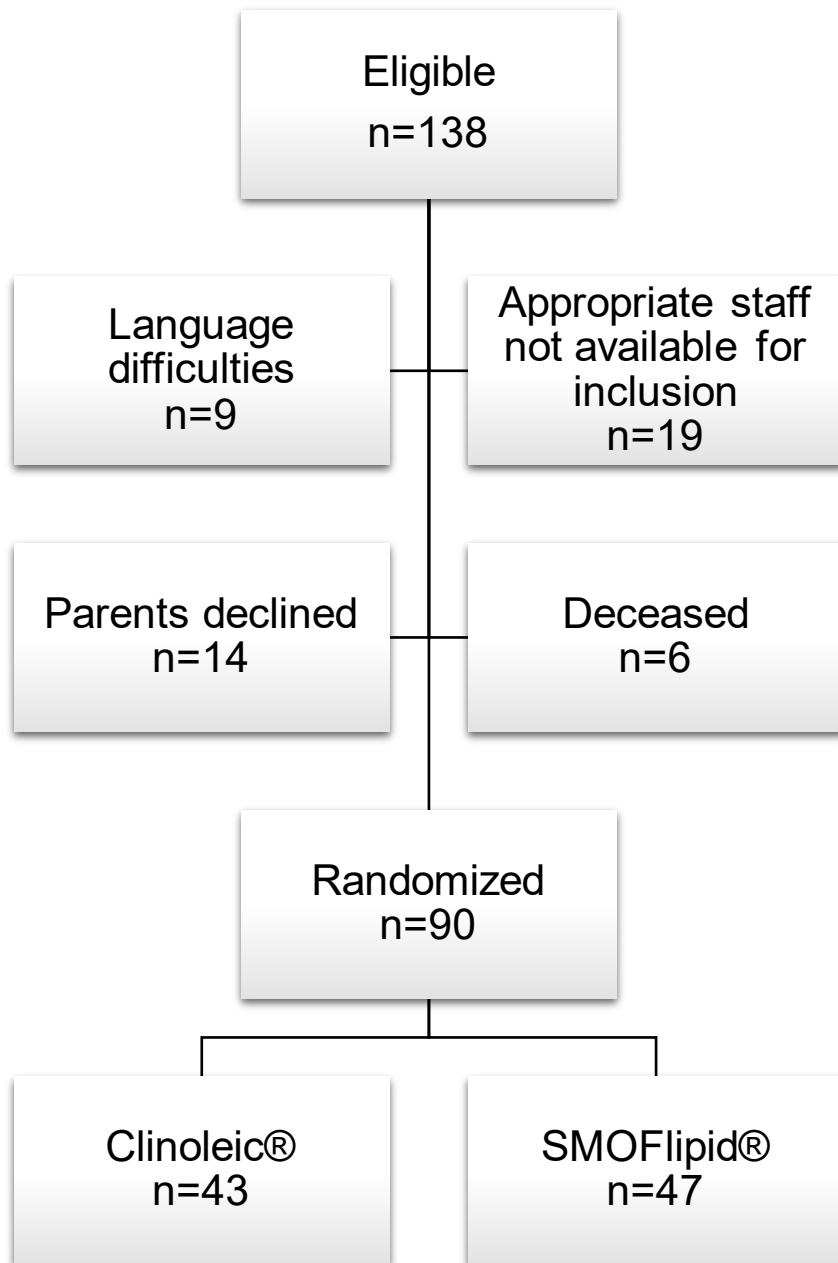 Eligible
n=138
Language
difficulties
n=9
Appropriate staff
not available for
inclusion
n=19
Parents declined
n=14
Deceased
n=6
Randomized
n=90
Clinoleic®
n=43
SMOFlipid®
n=47